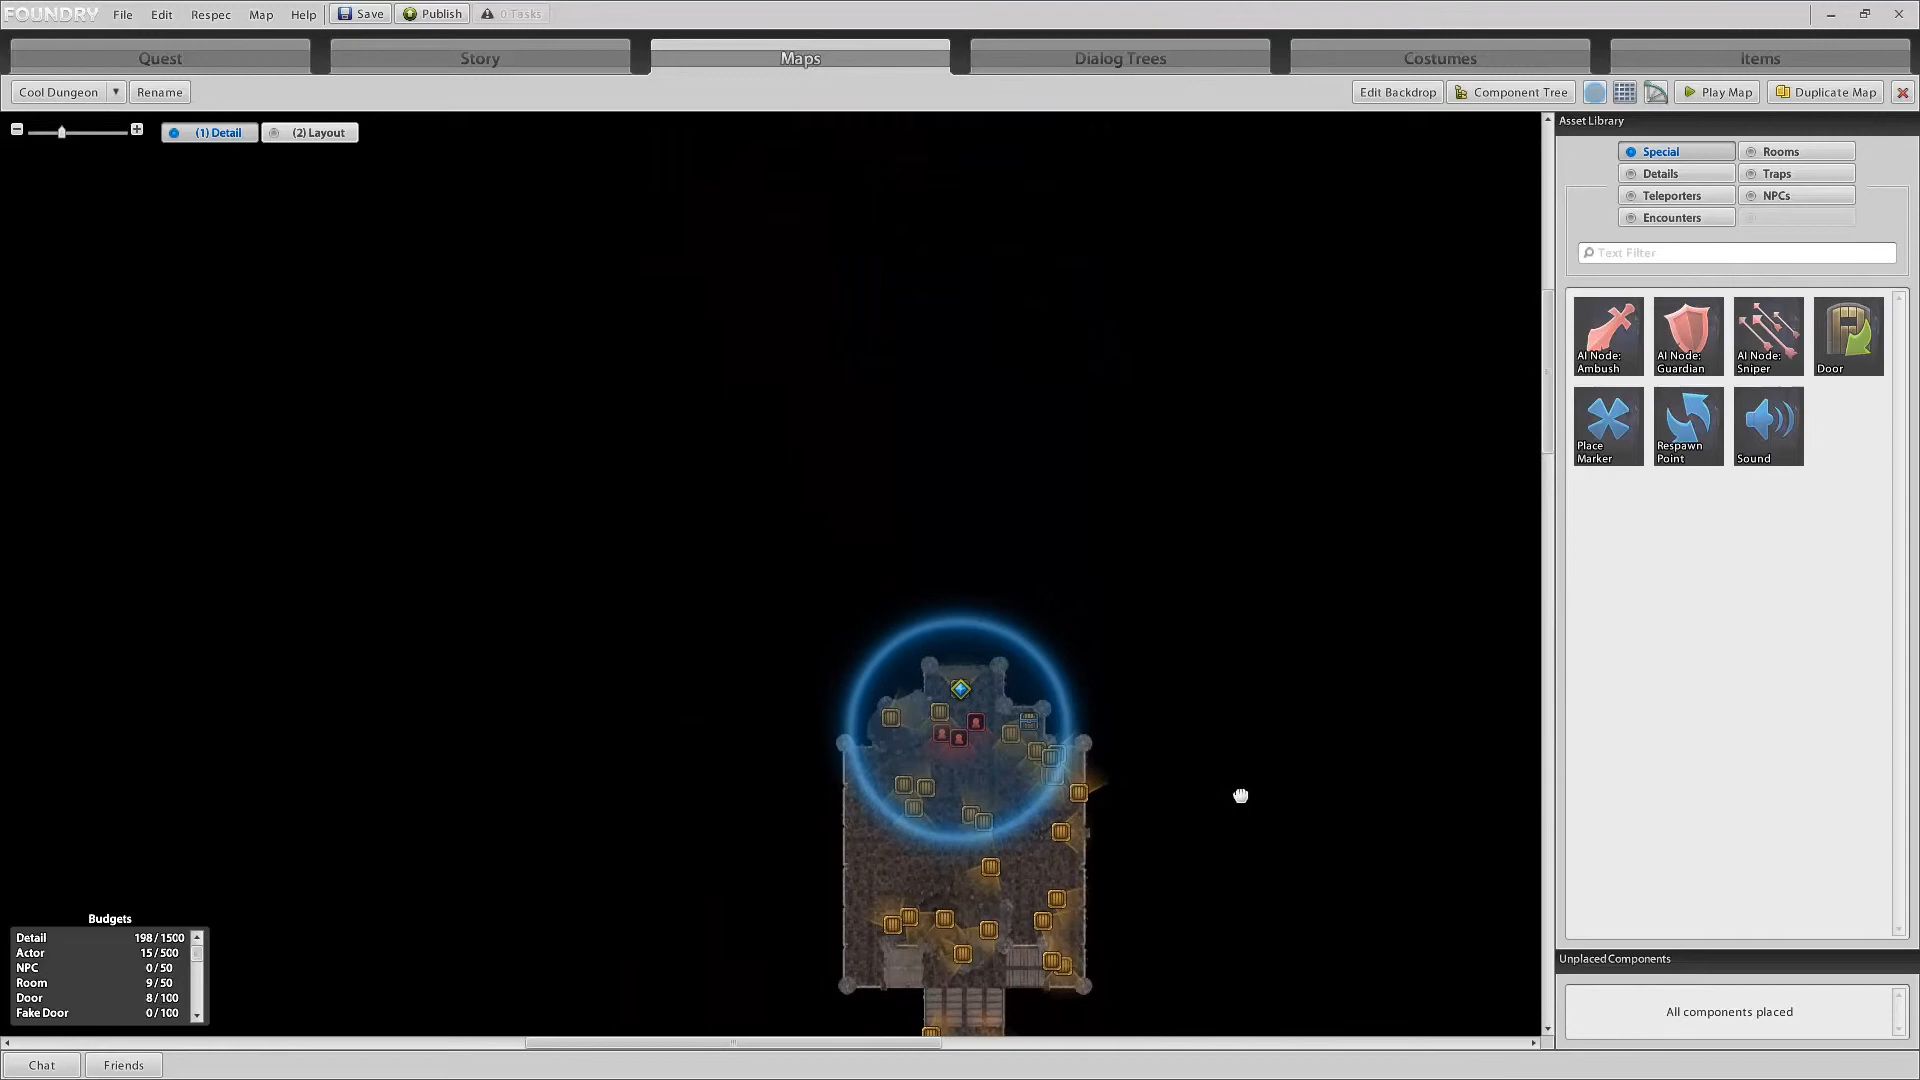 FOUNDRY File Edit Respec Map Help Save Publish 0 Tasks
Quest Story Maps Dialog Trees Costumes Items
Cool Dungeon Rename Edit Backdrop Component Tree Play Map Duplicate Map
Asset Library
(1) Detail (2) Layout
Special Rooms
Details Traps
Teleporters NPCs
Encounters
Text Filter
AI Node: Ambush
AI Node: Guardian
AI Node: Sniper
Door
Place Marker
Respawn Point
Sound
Budgets
Detail 198/1500
Actor 15/500
NPC 0/50
Room 9/50
Door 8/100
Fake Door 0/100
Unplaced Components
All components placed
Chat Friends